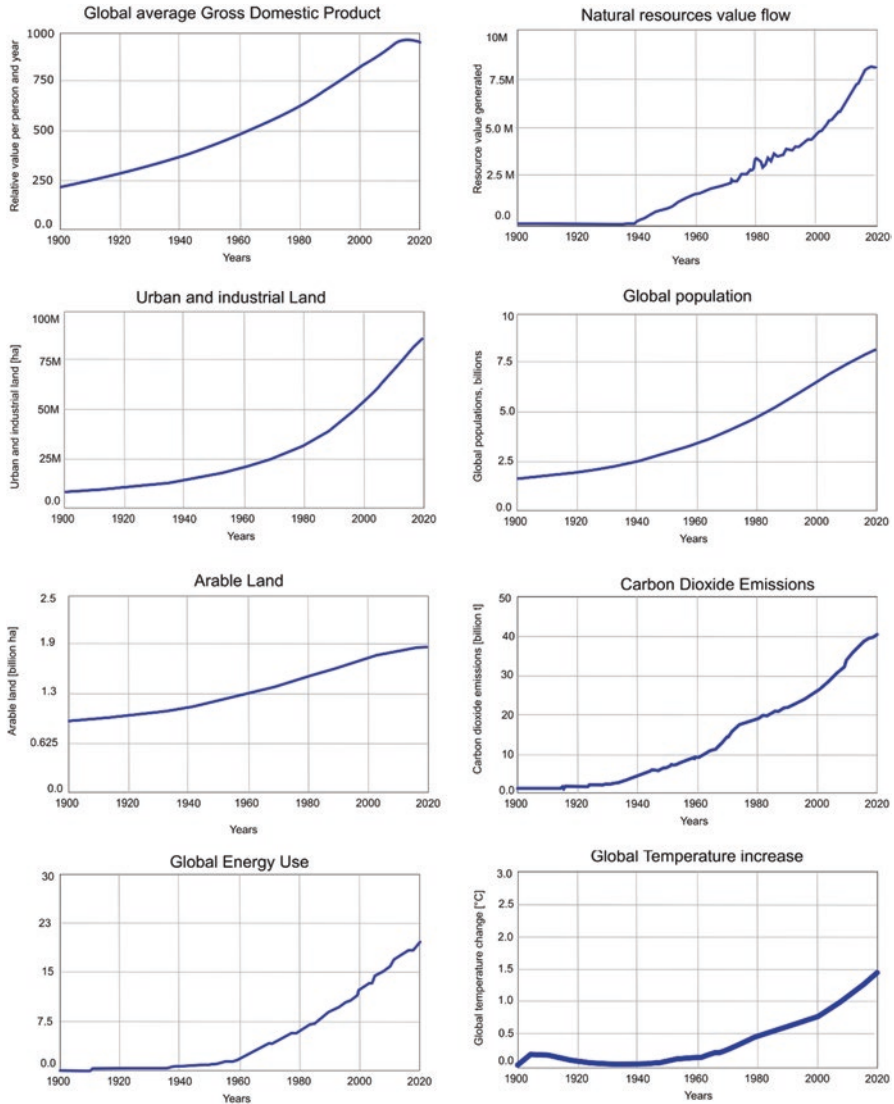 Global average Gross Domestic Product
Relative value per person and year
1000
750
500
250
0.0
1900 1920 1940 1960 1980 2000 2020
Years
Natural resources value flow
Resource value generated
10M
7.5M
5.0 M
2.5 M
0.0
1900 1920 1940 1960 1980 2000 2020
Years
Urban and industrial Land
Urban and industrial land [ha]
100M
75M
50M
25M
0.0
1900 1920 1940 1960 1980 2000 2020
Years
Global population
Global populations, billions
10
7.5
5.0
2.5
0.0
1900 1920 1940 1960 1980 2000 2020
Years
Arable Land
Arable land [billion ha]
2.5
1.9
1.3
0.625
0.0
1900 1920 1940 1960 1980 2000 2020
Years
Carbon Dioxide Emissions
Carbon dioxide emissions [billion t]
50
40
30
20
10
0.0
1900 1920 1940 1960 1980 2000 2020
Years
Global Energy Use
30
23
15
7.5
0.0
1900 1920 1940 1960 1980 2000 2020
Global Temperature increase
Global temperature change [°C]
3.0
2.5
2.0
1.5
1.0
0.5
0.0
1900 1920 1940 1960 1980 2000 2020
Years